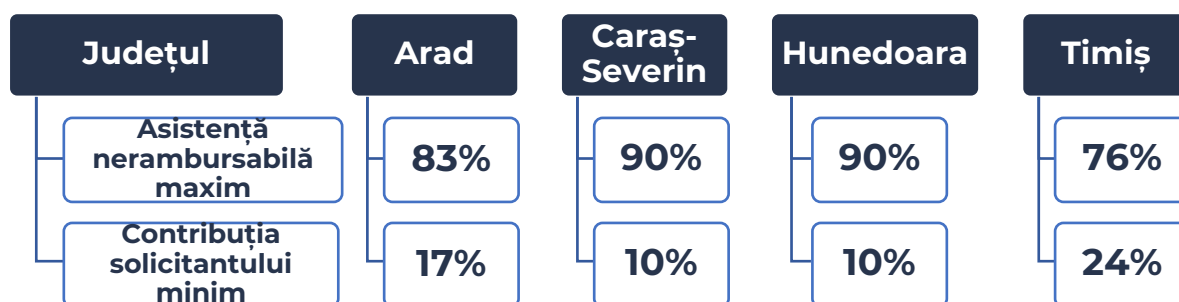 Județul
Arad
Caraș-
Severin
Hunedoara
Timiș
Asistență
nerambursabilă
maxim
83%
90%
90%
76%
Contribuția
solicitantului
minim
17%
10%
10%
24%